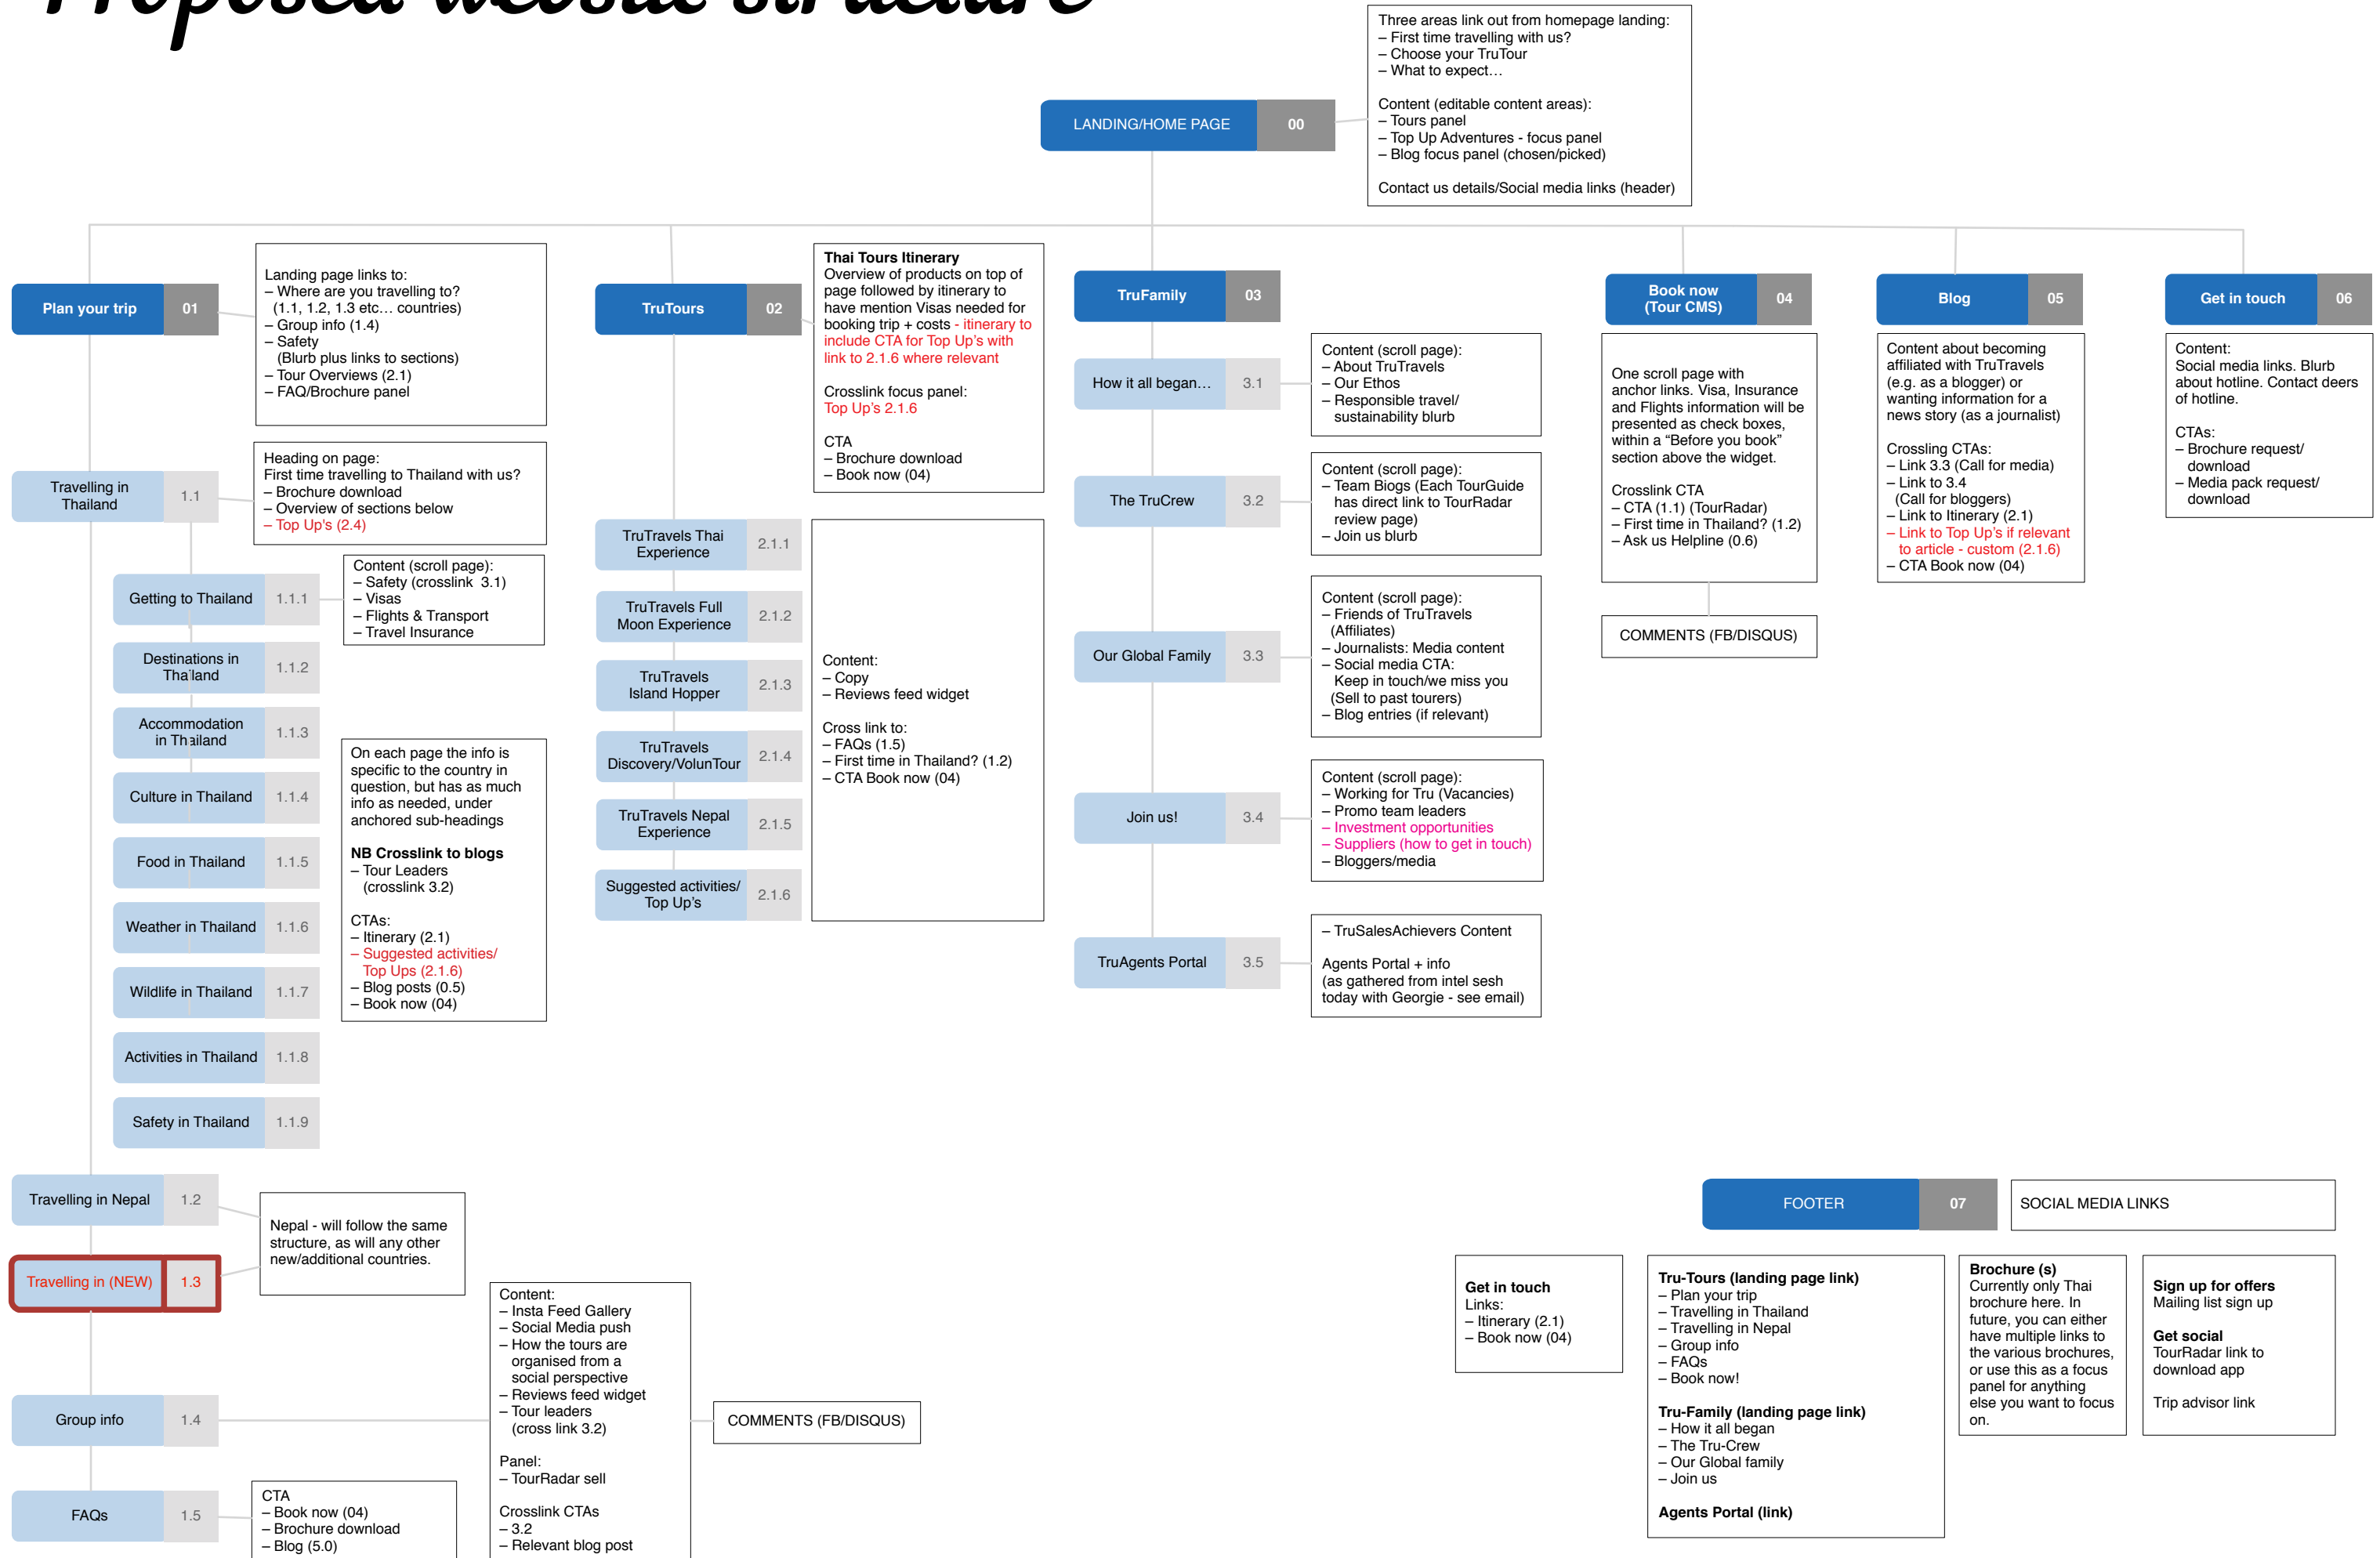 Proposed website structure
Three areas link out from homepage landing:
– First time travelling with us?
– Choose your TruTour
– What to expect…
Content (editable content areas):
– Tours panel
– Top Up Adventures - focus panel
– Blog focus panel (chosen/picked)
Contact us details/Social media links (header)
LANDING/HOME PAGE 00
Plan your trip 01
Landing page links to:
– Where are you travelling to?
(1.1, 1.2, 1.3 etc… countries)
– Group info (1.4)
– Safety
(Blurb plus links to sections)
– Tour Overviews (2.1)
– FAQ/Brochure panel
Travelling in
Thailand
1.1
Heading on page:
First time travelling to Thailand with us?
– Brochure download
– Overview of sections below
– Top Up's (2.4)
Getting to Thailand 1.1.1
Content (scroll page):
– Safety (crosslink 3.1)
– Visas
– Flights & Transport
– Travel Insurance
Destinations in
Thailand
1.1.2
Accommodation
in Thailand
1.1.3
Culture in Thailand 1.1.4
Food in Thailand 1.1.5
Weather in Thailand 1.1.6
Wildlife in Thailand 1.1.7
Activities in Thailand 1.1.8
Safety in Thailand 1.1.9
On each page the info is
specific to the country in
question, but has as much
info as needed, under
anchored sub-headings
NB Crosslink to blogs
– Tour Leaders
(crosslink 3.2)
CTAs:
– Itinerary (2.1)
– Suggested activities/
Top Ups (2.1.6)
– Blog posts (0.5)
– Book now (04)
Travelling in Nepal 1.2
Travelling in (NEW) 1.3
Nepal - will follow the same
structure, as will any other
new/additional countries.
Group info 1.4
Content:
– Insta Feed Gallery
– Social Media push
– How the tours are
organised from a
social perspective
– Reviews feed widget
– Tour leaders
(cross link 3.2)
Panel:
– TourRadar sell
Crosslink CTAs
– 3.2
– Relevant blog post
COMMENTS (FB/DISQUS)
FAQs 1.5
CTA
– Book now (04)
– Brochure download
– Blog (5.0)
TruTours 02
Thai Tours Itinerary
Overview of products on top of
page followed by itinerary to
have mention Visas needed for
booking trip + costs - itinerary to
include CTA for Top Up's with
link to 2.1.6 where relevant
Crosslink focus panel:
Top Up's 2.1.6
CTA
– Brochure download
– Book now (04)
TruTravels Thai
Experience
2.1.1
TruTravels Full
Moon Experience
2.1.2
TruTravels
Island Hopper
2.1.3
TruTravels
Discovery/VolunTour
2.1.4
TruTravels Nepal
Experience
2.1.5
Suggested activities/
Top Up's
2.1.6
Content:
– Copy
– Reviews feed widget
Cross link to:
– FAQs (1.5)
– First time in Thailand? (1.2)
– CTA Book now (04)
TruFamily 03
How it all began… 3.1
Content (scroll page):
– About TruTravels
– Our Ethos
– Responsible travel/
sustainability blurb
The TruCrew 3.2
Content (scroll page):
– Team Biogs (Each TourGuide
has direct link to TourRadar
review page)
– Join us blurb
Our Global Family 3.3
Content (scroll page):
– Friends of TruTravels
(Affiliates)
– Journalists: Media content
– Social media CTA:
Keep in touch/we miss you
(Sell to past tourers)
– Blog entries (if relevant)
Join us! 3.4
Content (scroll page):
– Working for Tru (Vacancies)
– Promo team leaders
– Investment opportunities
– Suppliers (how to get in touch)
– Bloggers/media
TruAgents Portal 3.5
– TruSalesAchievers Content
Agents Portal + info
(as gathered from intel sesh
today with Georgie - see email)
Book now
(Tour CMS)
04
One scroll page with
anchor links. Visa, Insurance
and Flights information will be
presented as check boxes,
within a “Before you book”
section above the widget.
Crosslink CTA
– CTA (1.1) (TourRadar)
– First time in Thailand? (1.2)
– Ask us Helpline (0.6)
COMMENTS (FB/DISQUS)
Blog 05
Content about becoming
affiliated with TruTravels
(e.g. as a blogger) or
wanting information for a
news story (as a journalist)
Crossling CTAs:
– Link 3.3 (Call for media)
– Link to 3.4
(Call for bloggers)
– Link to Itinerary (2.1)
– Link to Top Up's if relevant
to article - custom (2.1.6)
– CTA Book now (04)
Get in touch 06
Content:
Social media links. Blurb
about hotline. Contact deers
of hotline.
CTAs:
– Brochure request/
download
– Media pack request/
download
FOOTER 07
SOCIAL MEDIA LINKS
Get in touch
Links:
– Itinerary (2.1)
– Book now (04)
Tru-Tours (landing page link)
– Plan your trip
– Travelling in Thailand
– Travelling in Nepal
– Group info
– FAQs
– Book now!
Tru-Family (landing page link)
– How it all began
– The Tru-Crew
– Our Global family
– Join us
Agents Portal (link)
Brochure (s)
Currently only Thai
brochure here. In
future, you can either
have multiple links to
the various brochures,
or use this as a focus
panel for anything
else you want to focus
on.
Sign up for offers
Mailing list sign up
Get social
TourRadar link to
download app
Trip advisor link